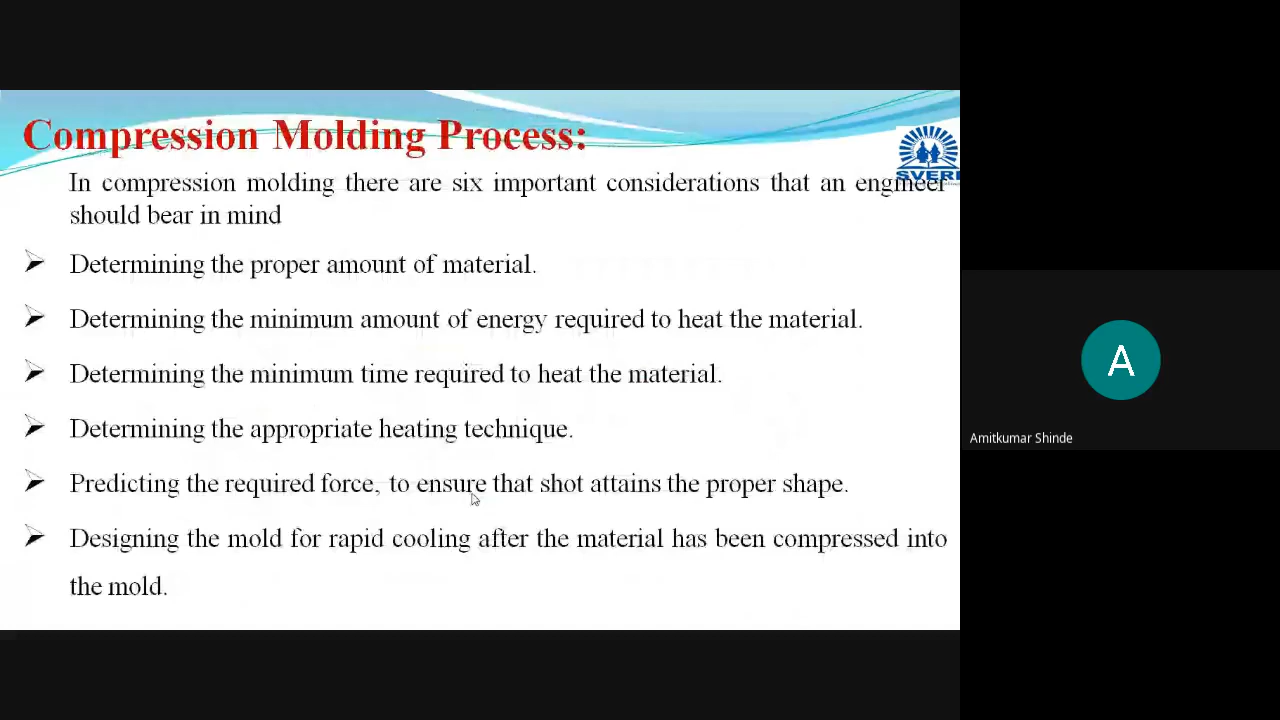 Compression Molding Process:
SVERI
In compression molding there are six important considerations that an engineer
should bear in mind
Determining the proper amount of material.
Determining the minimum amount of energy required to heat the material.
Determining the minimum time required to heat the material.
Determining the appropriate heating technique.
Predicting the required force, to ensure that shot attains the proper shape.
Designing the mold for rapid cooling after the material has been compressed into
the mold.
A
Amitkumar Shinde